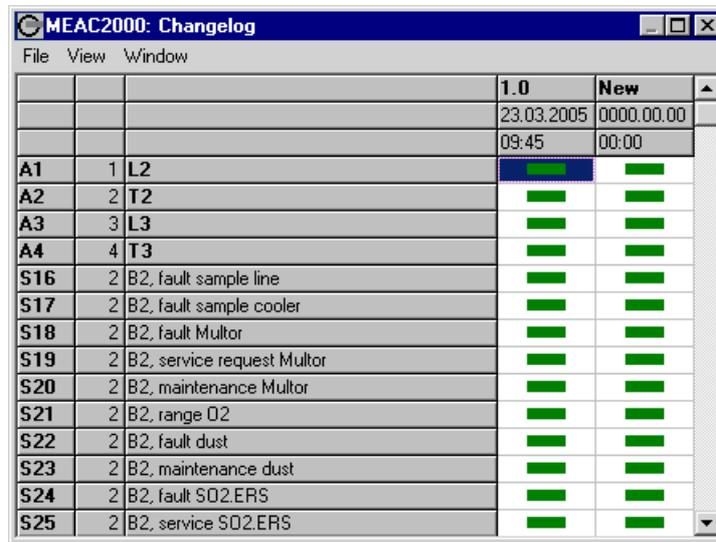 MEAC2000: Changelog
File View Window
1.0 New
23.03.2005 0000.00.00
09:45 00:00
A1 1 L2
A2 2 T2
A3 3 L3
A4 4 T3
S16 2 B2, fault sample line
S17 2 B2, fault sample cooler
S18 2 B2, fault Multor
S19 2 B2, service request Multor
S20 2 B2, maintenance Multor
S21 2 B2, range O2
S22 2 B2, fault dust
S23 2 B2, maintenance dust
S24 2 B2, fault SO2.ERS
S25 2 B2, service SO2.ERS